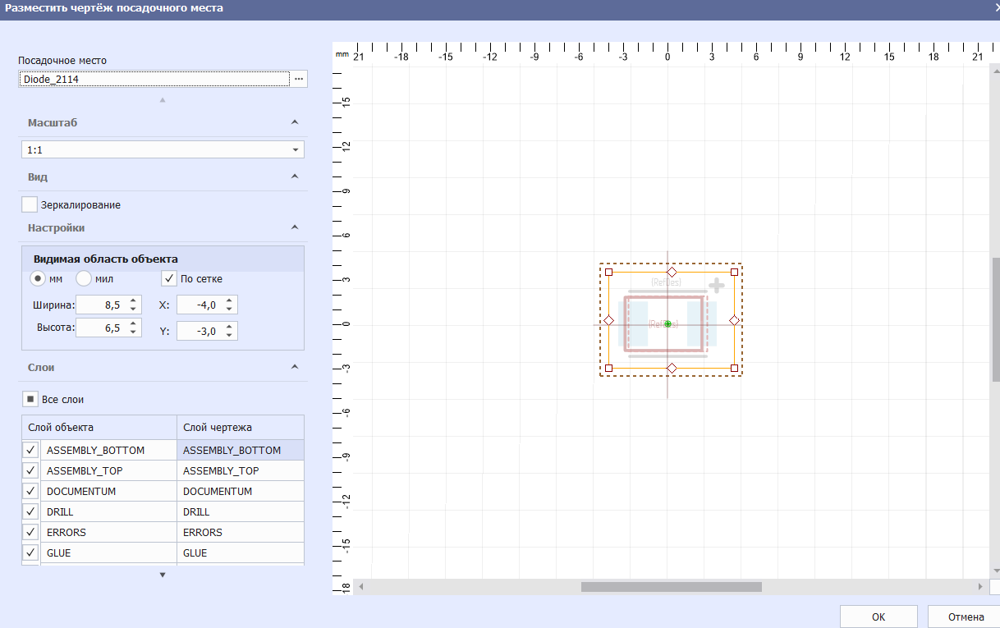 Разместить чертёж посадочного места
Посадочное место
Diode_2114
...
Масштаб
1:1
Вид
Зеркалирование
Настройки
Видимая область объекта
мм мил По сетке
Ширина: 8,5 X: -4,0
Высота: 6,5 Y: -3,0
Слои
Все слои
Слой объекта Слой чертежа
ASSEMBLY_BOTTOM ASSEMBLY_BOTTOM
ASSEMBLY_TOP ASSEMBLY_TOP
DOCUMENTUM DOCUMENTUM
DRILL DRILL
ERRORS ERRORS
GLUE GLUE
mm 21 -18 -15 -12 -9 -6 -3 0 3 6 9 12 15 18 21
15
12
9
6
3
0
-3
-6
-9
-12
-15
-18
{RefDes}
{RefDes}
OK Отмена